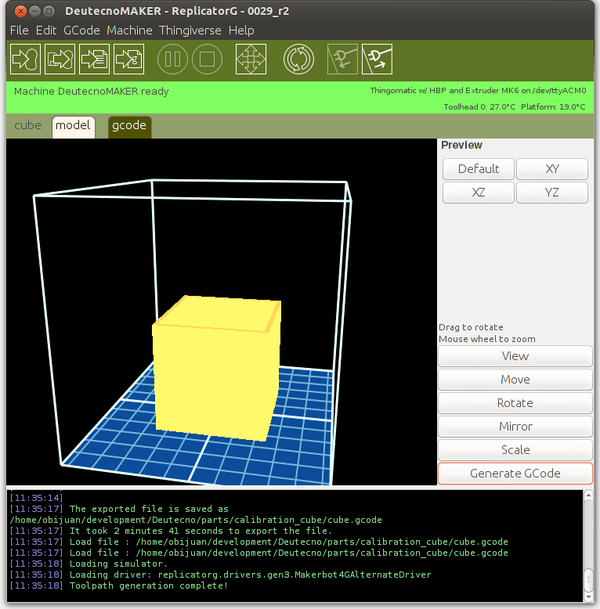 DeutecnoMAKER - ReplicatorG - 0029_r2
File Edit GCode Machine Thingiverse Help
Machine DeutecnoMAKER ready
Thingomatic w/ HBP and Extruder MK6 on /dev/ttyACM0
Toolhead 0: 27.0°C Platform: 19.0°C
cube model gcode
Preview
Default XY
XZ YZ
Drag to rotate
Mouse wheel to zoom
View
Move
Rotate
Mirror
Scale
Generate GCode
[11:35:14]
[11:35:17] The exported file is saved as
/home/obijuan/development/Deutecno/parts/calibration_cube/cube.gcode
[11:35:17] It took 2 minutes 41 seconds to export the file.
[11:35:17] Load file : /home/obijuan/development/Deutecno/parts/calibration_cube/cube.gcode
[11:35:17] Load file : /home/obijuan/development/Deutecno/parts/calibration_cube/cube.gcode
[11:35:18] Loading simulator.
[11:35:18] Loading driver: replicatorg.drivers.gen3.Makerbot4GAlternateDriver
[11:35:18] Toolpath generation complete!